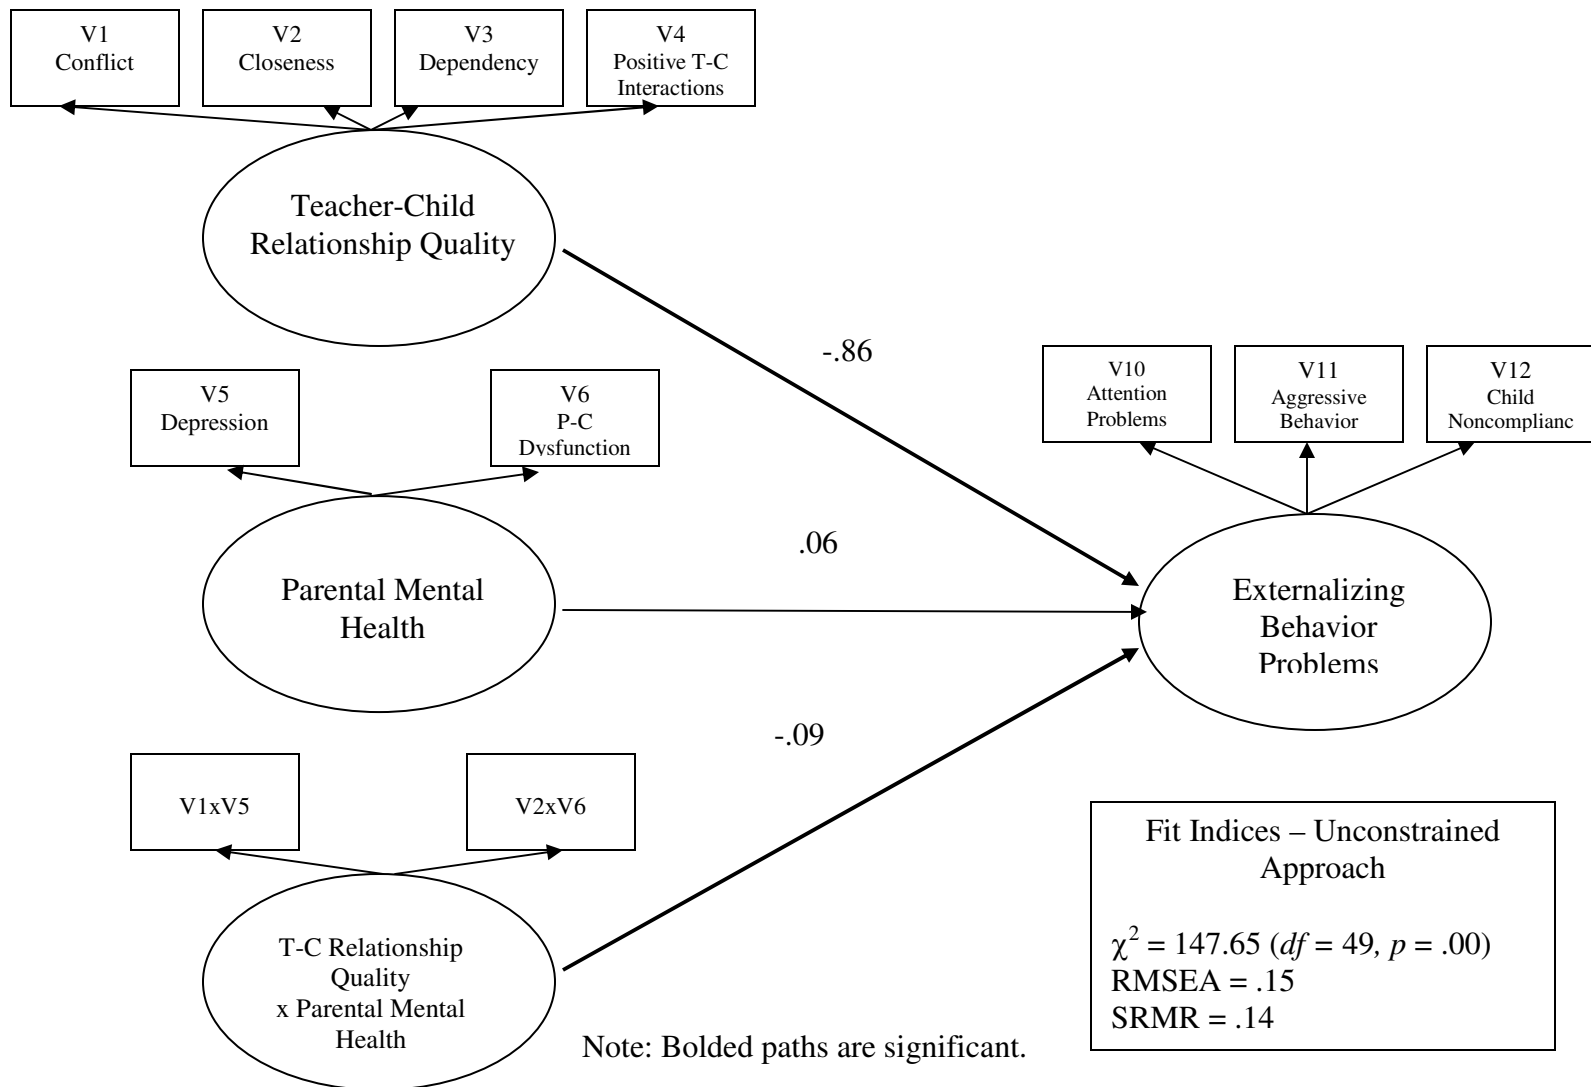 V1
Conflict
V2
Closeness
V3
Dependency
V4
Positive T-C
Interactions
Teacher-Child
Relationship Quality
-.86
V5
Depression
V6
P-C
Dysfunction
V10
Attention
Problems
V11
Aggressive
Behavior
V12
Child
Noncomplianc
.06
Parental Mental
Health
Externalizing
Behavior
Problems
-.09
V1xV5
V2xV6
T-C Relationship
Quality
x Parental Mental
Health
Fit Indices – Unconstrained
Approach
χ² = 147.65 (df = 49, p = .00)
RMSEA = .15
SRMR = .14
Note: Bolded paths are significant.